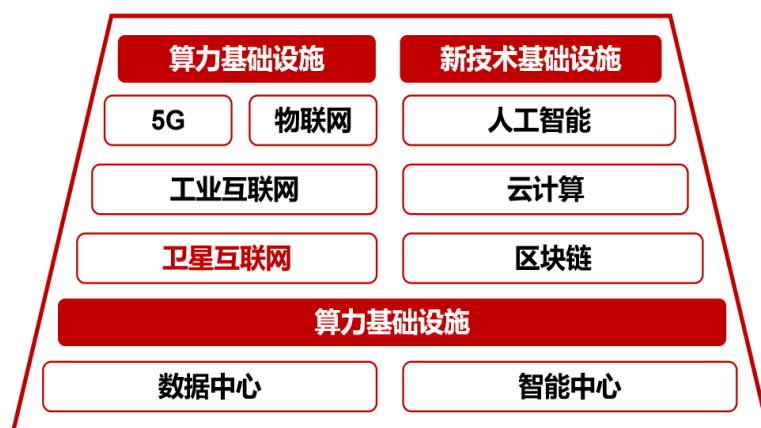 算力基础设施 新技术基础设施
5G 物联网 人工智能
工业互联网 云计算
卫星互联网 区块链
算力基础设施
数据中心 智能中心